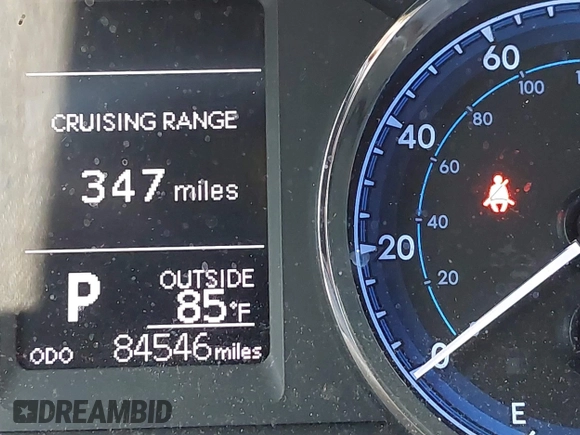 CRUISING RANGE
347 miles
P
OUTSIDE
85°F
ODO 84546 miles
60
40
20
0
100
80
60
40
20
E
DREAMBID